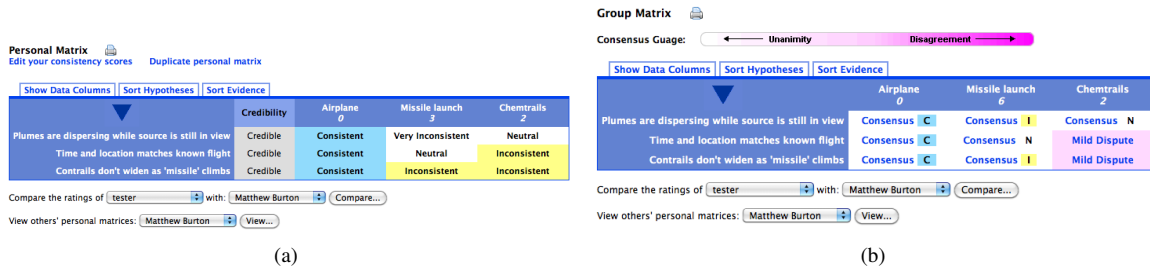 Personal Matrix
Edit your consistency scores Duplicate personal matrix
Show Data Columns Sort Hypotheses Sort Evidence
Credibility Airplane 0 Missile launch 3 Chemtrails 2
Plumes are dispersing while source is still in view Credible Consistent Very Inconsistent Neutral
Time and location matches known flight Credible Consistent Neutral Inconsistent
Contrails don't widen as 'missile' climbs Credible Consistent Inconsistent Inconsistent
Compare the ratings of tester with: Matthew Burton Compare...
View others' personal matrices: Matthew Burton View...
(a)
Group Matrix
Consensus Guage: Unanimity Disagreement
Show Data Columns Sort Hypotheses Sort Evidence
Airplane 0 Missile launch 6 Chemtrails 2
Plumes are dispersing while source is still in view Consensus C Consensus I Consensus N
Time and location matches known flight Consensus C Consensus N Mild Dispute
Contrails don't widen as 'missile' climbs Consensus C Consensus I Mild Dispute
Compare the ratings of tester with: Matthew Burton Compare...
View others' personal matrices: Matthew Burton View...
(b)